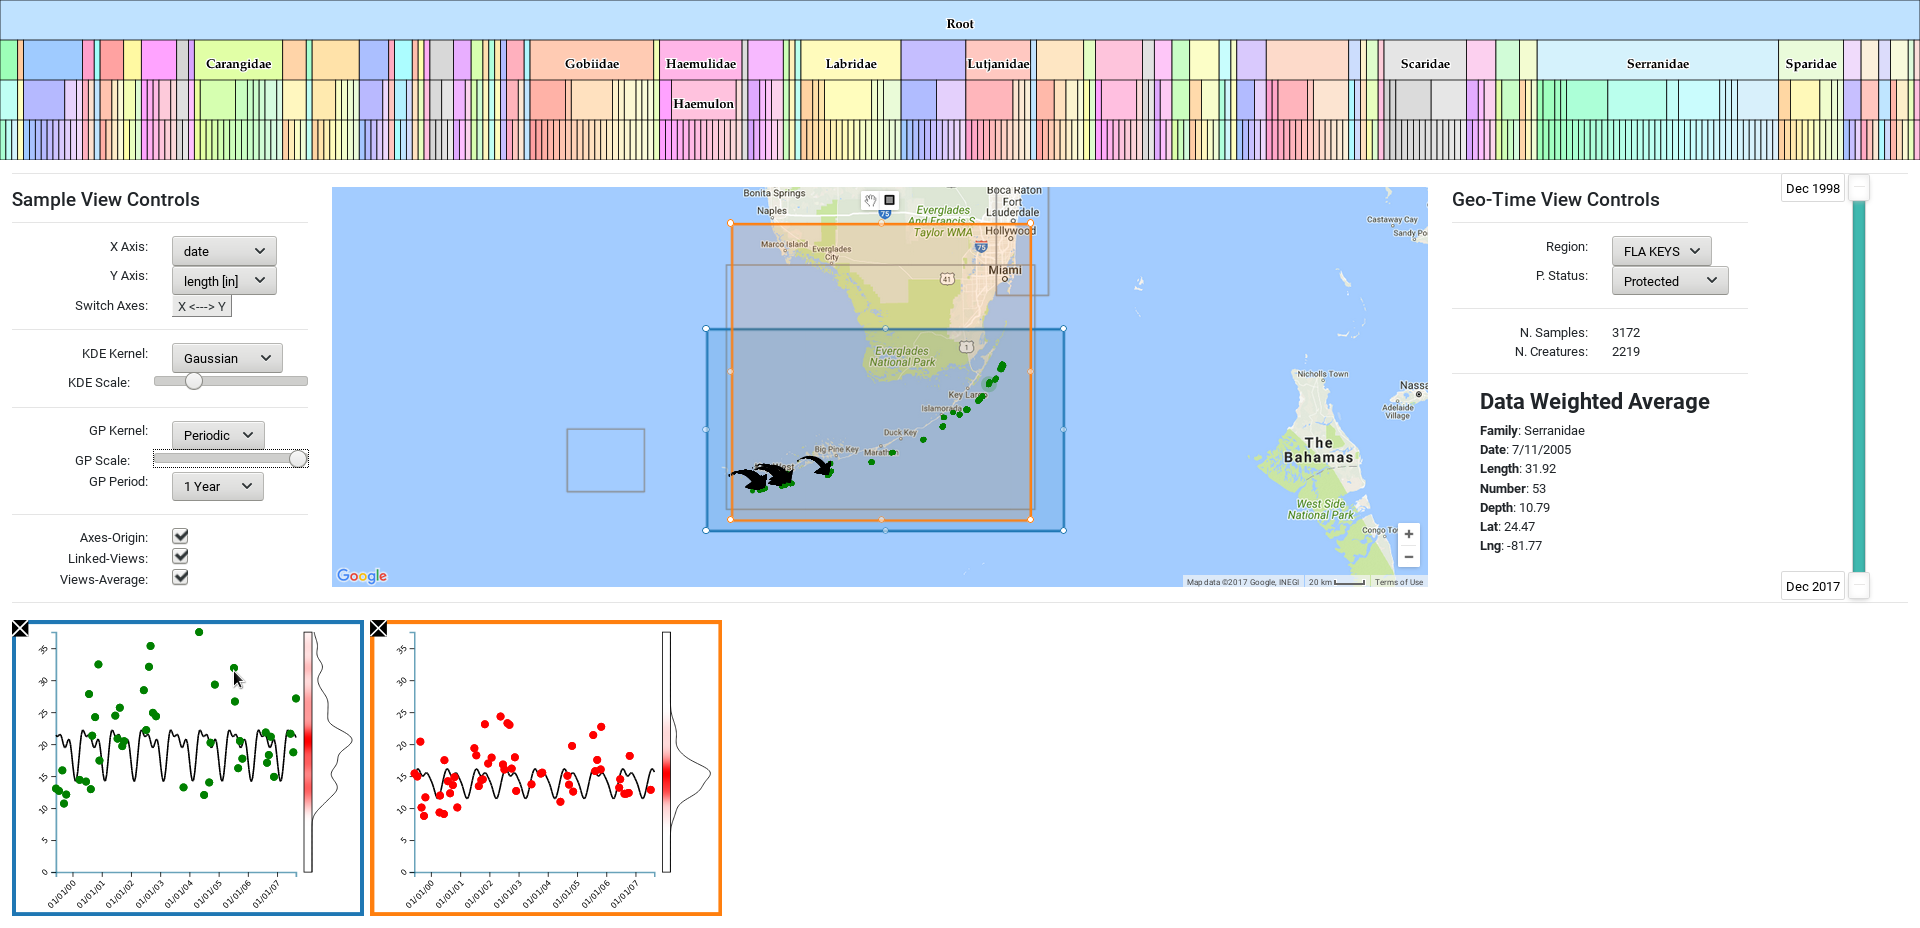 Root
Carangidae
Gobiidae
Haemulidae
Labridae
Lutjanidae
Scaridae
Serranidae
Sparidae
Haemulon
Sample View Controls
X Axis: date
Y Axis: length [in]
Switch Axes: X <---> Y
KDE Kernel: Gaussian
KDE Scale:
GP Kernel: Periodic
GP Scale:
GP Period: 1 Year
Axes-Origin:
Linked-Views:
Views-Average:
Bonita Springs
Naples
Marco Island
Everglades
City
75
Everglades
And Francis S.
Taylor WMA
Boca Raton
Fort
Lauderdale
Hollywood
75
Miami
41
Everglades
National Park
1
Key Largo
Islamorada
Duck Key
Marathon
Big Pine Key
Castaway Cay
Sandy Po
Nicholls Town
Nassa
Adelaide
Village
The
Bahamas
West Side
National Park
Congo To
+
−
Google
Map data ©2017 Google, INEGI
20 km
Terms of Use
Geo-Time View Controls
Region: FLA KEYS
P. Status: Protected
N. Samples: 3172
N. Creatures: 2219
Data Weighted Average
Family: Serranidae
Date: 7/11/2005
Length: 31.92
Number: 53
Depth: 10.79
Lat: 24.47
Lng: -81.77
Dec 1998
Dec 2017
35
30
25
20
15
10
5
0
01/01/00
01/01/01
01/01/02
01/01/03
01/01/04
01/01/05
01/01/06
01/01/07
35
30
25
20
15
10
5
0
01/01/00
01/01/01
01/01/02
01/01/03
01/01/04
01/01/05
01/01/06
01/01/07